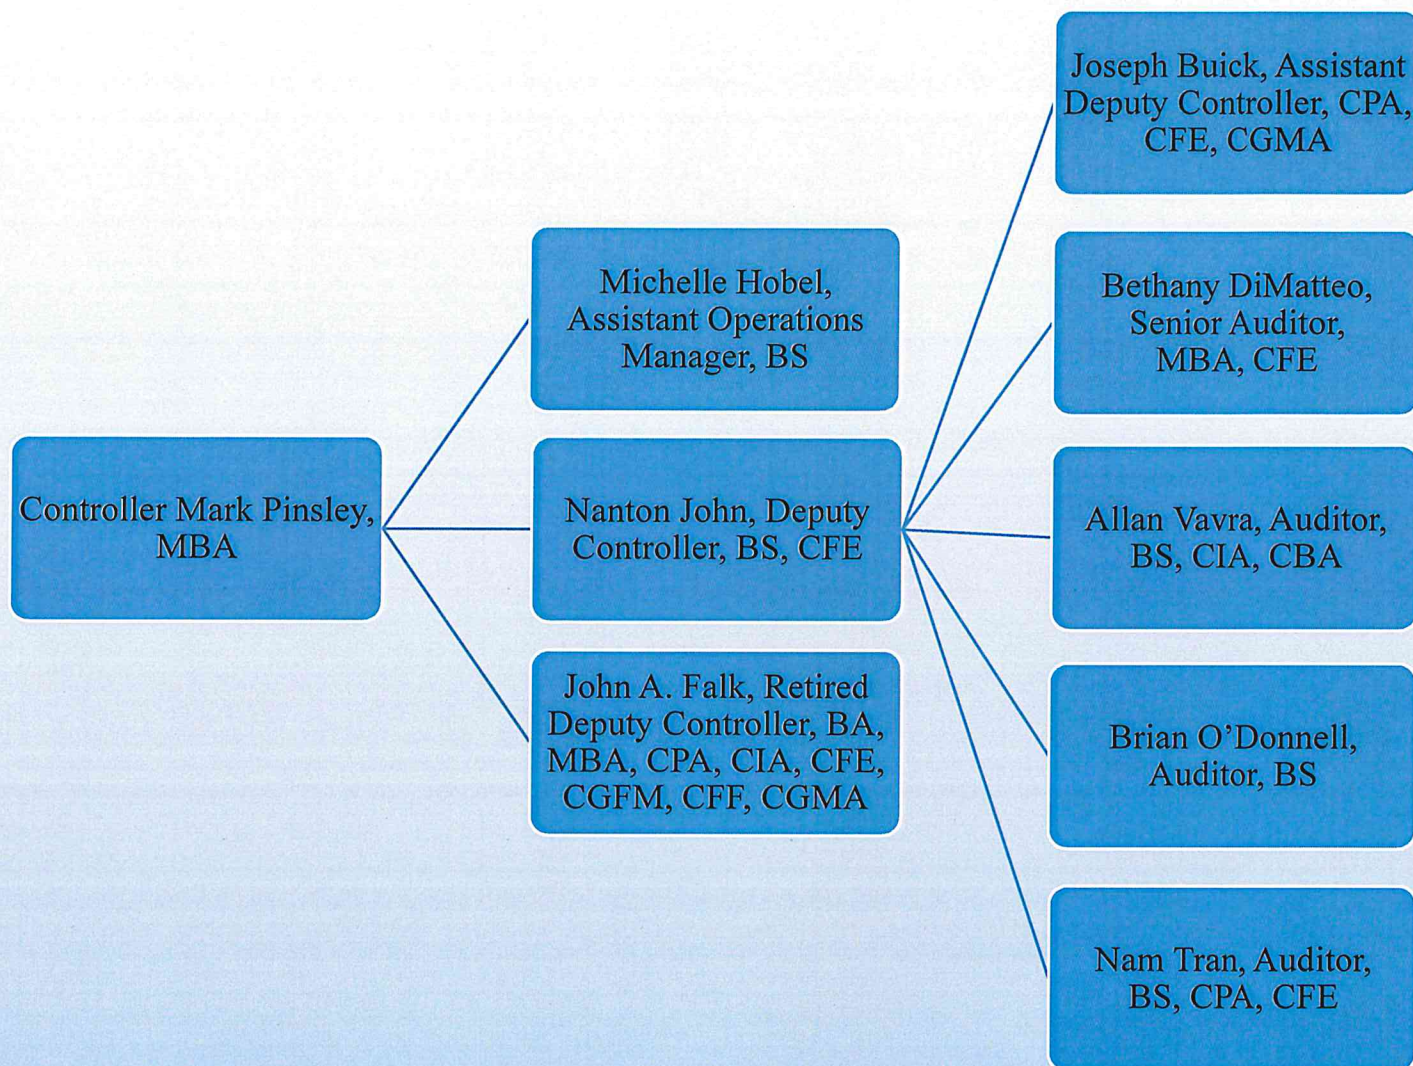 Controller Mark Pinsley,
MBA
Michelle Hobel,
Assistant Operations
Manager, BS
Nanton John, Deputy
Controller, BS, CFE
John A. Falk, Retired
Deputy Controller, BA,
MBA, CPA, CIA, CFE,
CGFM, CFF, CGMA
Joseph Buick, Assistant
Deputy Controller, CPA,
CFE, CGMA
Bethany DiMatteo,
Senior Auditor,
MBA, CFE
Allan Vavra, Auditor,
BS, CIA, CBA
Brian O’Donnell,
Auditor, BS
Nam Tran, Auditor,
BS, CPA, CFE